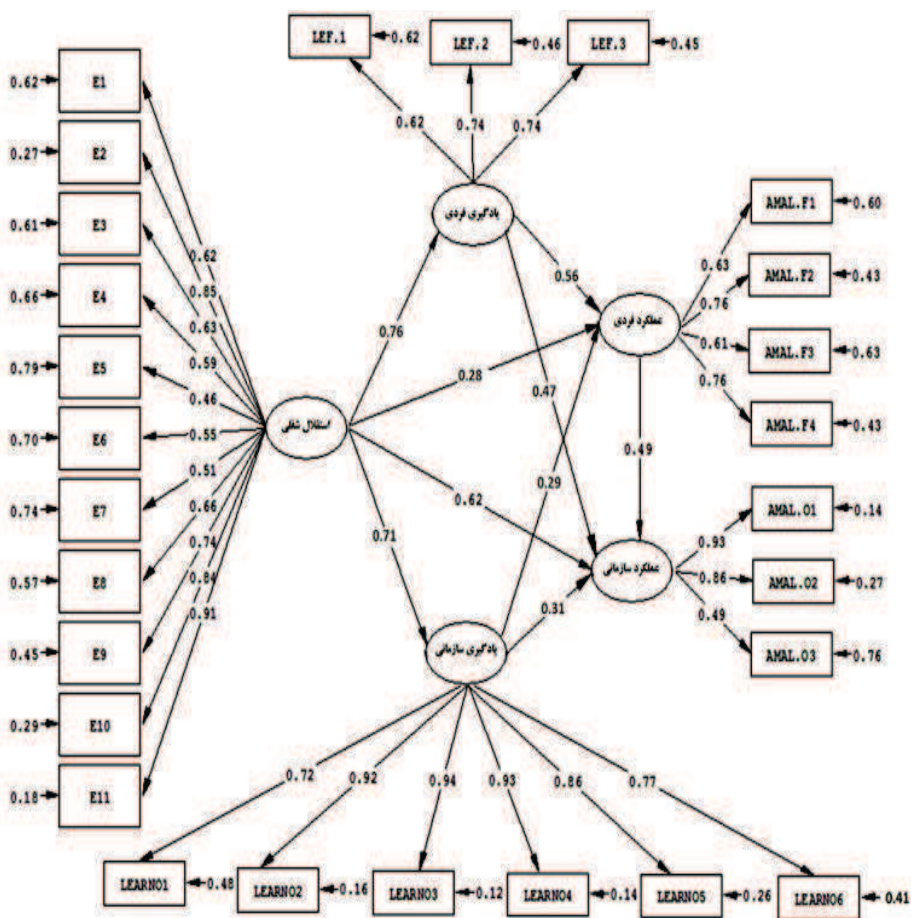 LEF.1
0.62
LEF.2
0.46
LEF.3
0.45
0.62
0.74
0.74
0.62
E1
0.27
E2
0.61
E3
0.66
E4
0.79
E5
0.70
E6
0.74
E7
0.57
E8
0.45
E9
0.29
E10
0.18
E11
0.62
0.85
0.63
0.59
0.46
0.55
0.51
0.66
0.74
0.84
0.91
استقلال شغلی
یادگیری فردی
0.76
0.56
0.28
0.47
0.62
0.71
0.29
0.31
0.49
عملکرد فردی
عملکرد سازمانی
یادگیری سازمانی
0.63
0.76
0.61
0.76
AMAL.F1
0.60
AMAL.F2
0.43
AMAL.F3
0.63
AMAL.F4
0.43
0.93
0.86
0.49
AMAL.O1
0.14
AMAL.O2
0.27
AMAL.O3
0.76
0.72
0.92
0.94
0.93
0.86
0.77
LEARNO1
0.48
LEARNO2
0.16
LEARNO3
0.12
LEARNO4
0.14
LEARNO5
0.26
LEARNO6
0.41